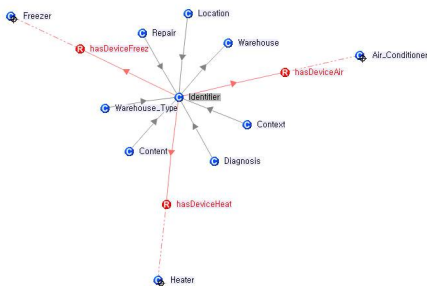 Freezer
Location
Repair
hasDeviceFreez
Warehouse
Air_Conditioner
hasDeviceAir
Identifier
Warehouse_Type
Context
Content
Diagnosis
hasDeviceHeat
Heater